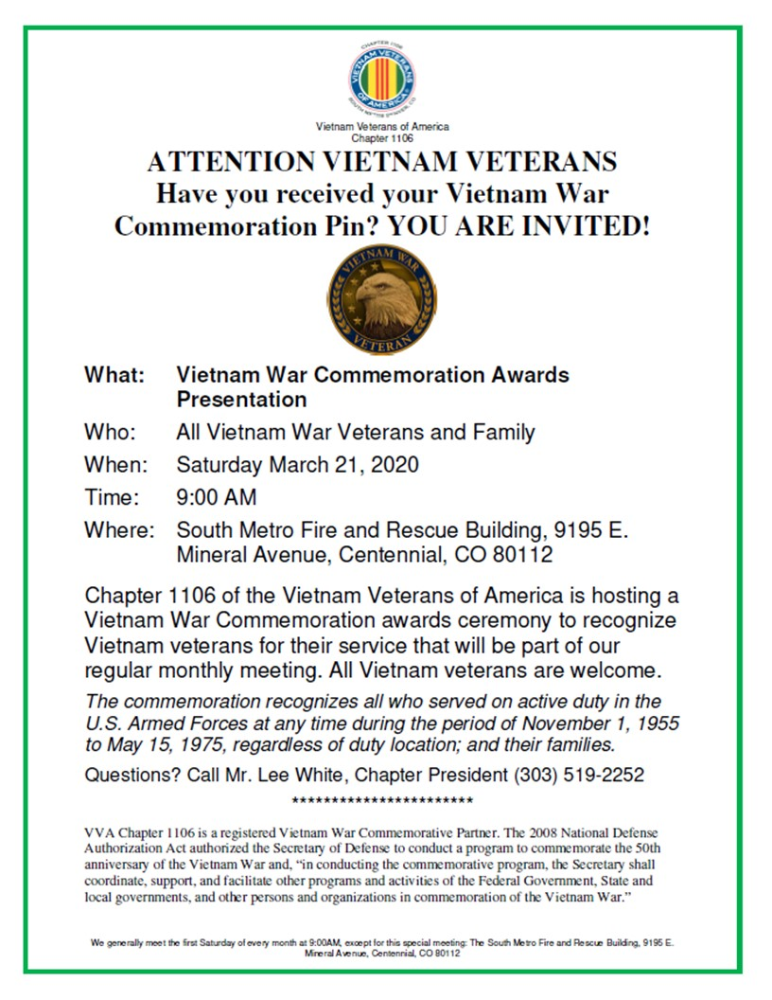 CHAPTER 1106
VIETNAM VETERANS
OF AMERICA
SOUTH METRO DENVER, CO
Vietnam Veterans of America
Chapter 1106
ATTENTION VIETNAM VETERANS
Have you received your Vietnam War
Commemoration Pin? YOU ARE INVITED!
VIETNAM WAR
VETERAN
What: Vietnam War Commemoration Awards
Presentation
Who: All Vietnam War Veterans and Family
When: Saturday March 21, 2020
Time: 9:00 AM
Where: South Metro Fire and Rescue Building, 9195 E.
Mineral Avenue, Centennial, CO 80112
Chapter 1106 of the Vietnam Veterans of America is hosting a
Vietnam War Commemoration awards ceremony to recognize
Vietnam veterans for their service that will be part of our
regular monthly meeting. All Vietnam veterans are welcome.
The commemoration recognizes all who served on active duty in the
U.S. Armed Forces at any time during the period of November 1, 1955
to May 15, 1975, regardless of duty location; and their families.
Questions? Call Mr. Lee White, Chapter President (303) 519-2252
***********************
VVA Chapter 1106 is a registered Vietnam War Commemorative Partner. The 2008 National Defense
Authorization Act authorized the Secretary of Defense to conduct a program to commemorate the 50th
anniversary of the Vietnam War and, “in conducting the commemorative program, the Secretary shall
coordinate, support, and facilitate other programs and activities of the Federal Government, State and
local governments, and other persons and organizations in commemoration of the Vietnam War.”
We generally meet the first Saturday of every month at 9:00AM, except for this special meeting: The South Metro Fire and Rescue Building, 9195 E.
Mineral Avenue, Centennial, CO 80112